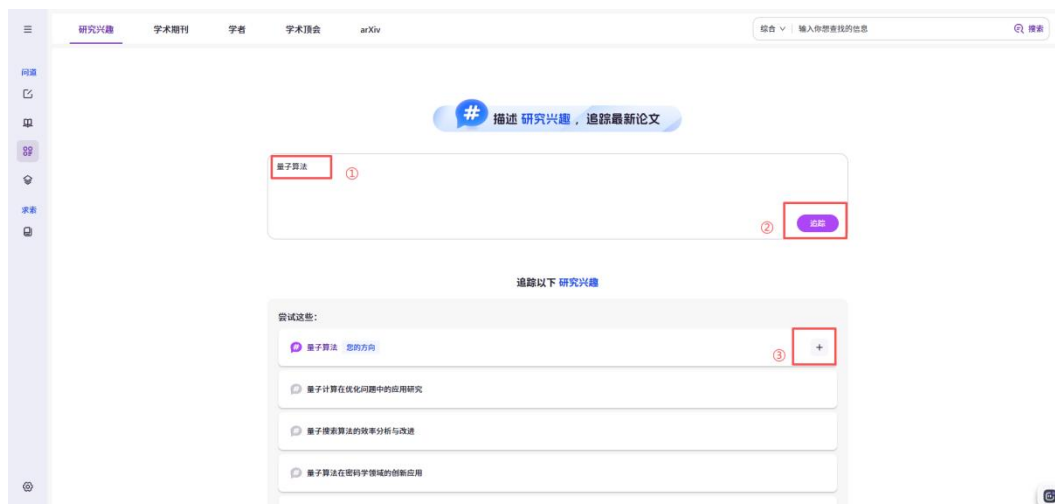 研究兴趣 学术期刊 学者 学术顶会 arXiv 综合 输入你想查找的信息 搜索
问道
# 描述 研究兴趣 ，追踪最新论文
量子算法 ①
② 追踪
求索
追踪以下 研究兴趣
尝试这些：
量子算法 您的方向 ③ +
量子计算在优化问题中的应用研究
量子搜索算法的效率分析与改进
量子算法在密码学领域的创新应用